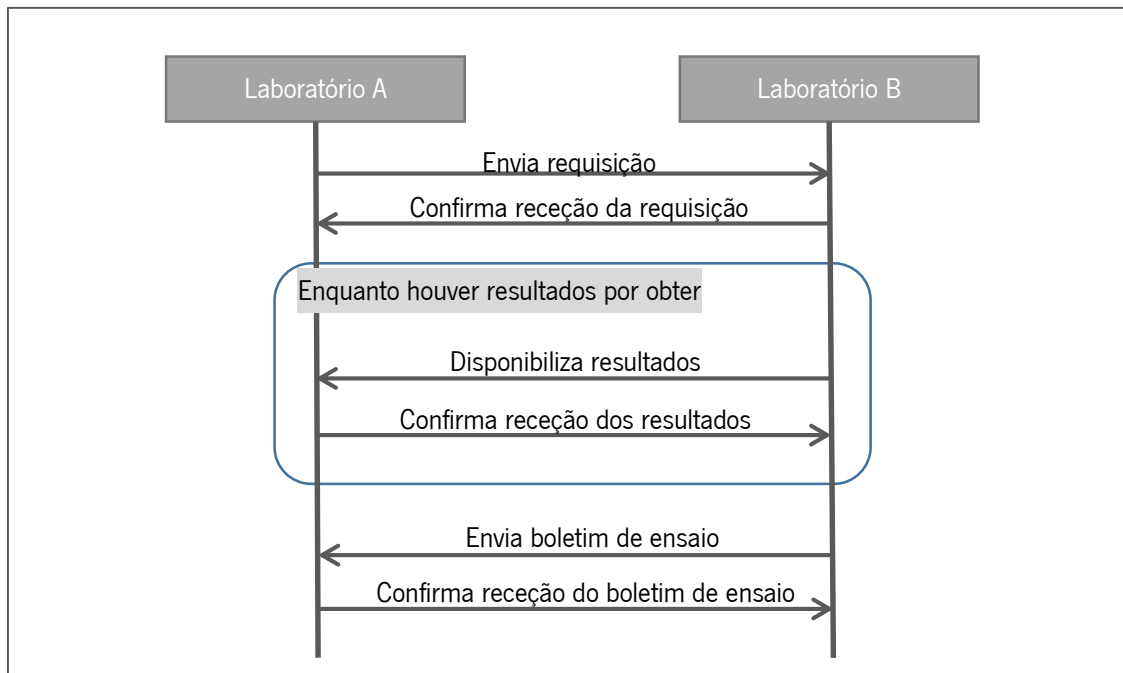 Laboratório A
Laboratório B
Envia requisição
Confirma receção da requisição
Enquanto houver resultados por obter
Disponibiliza resultados
Confirma receção dos resultados
Envia boletim de ensaio
Confirma receção do boletim de ensaio